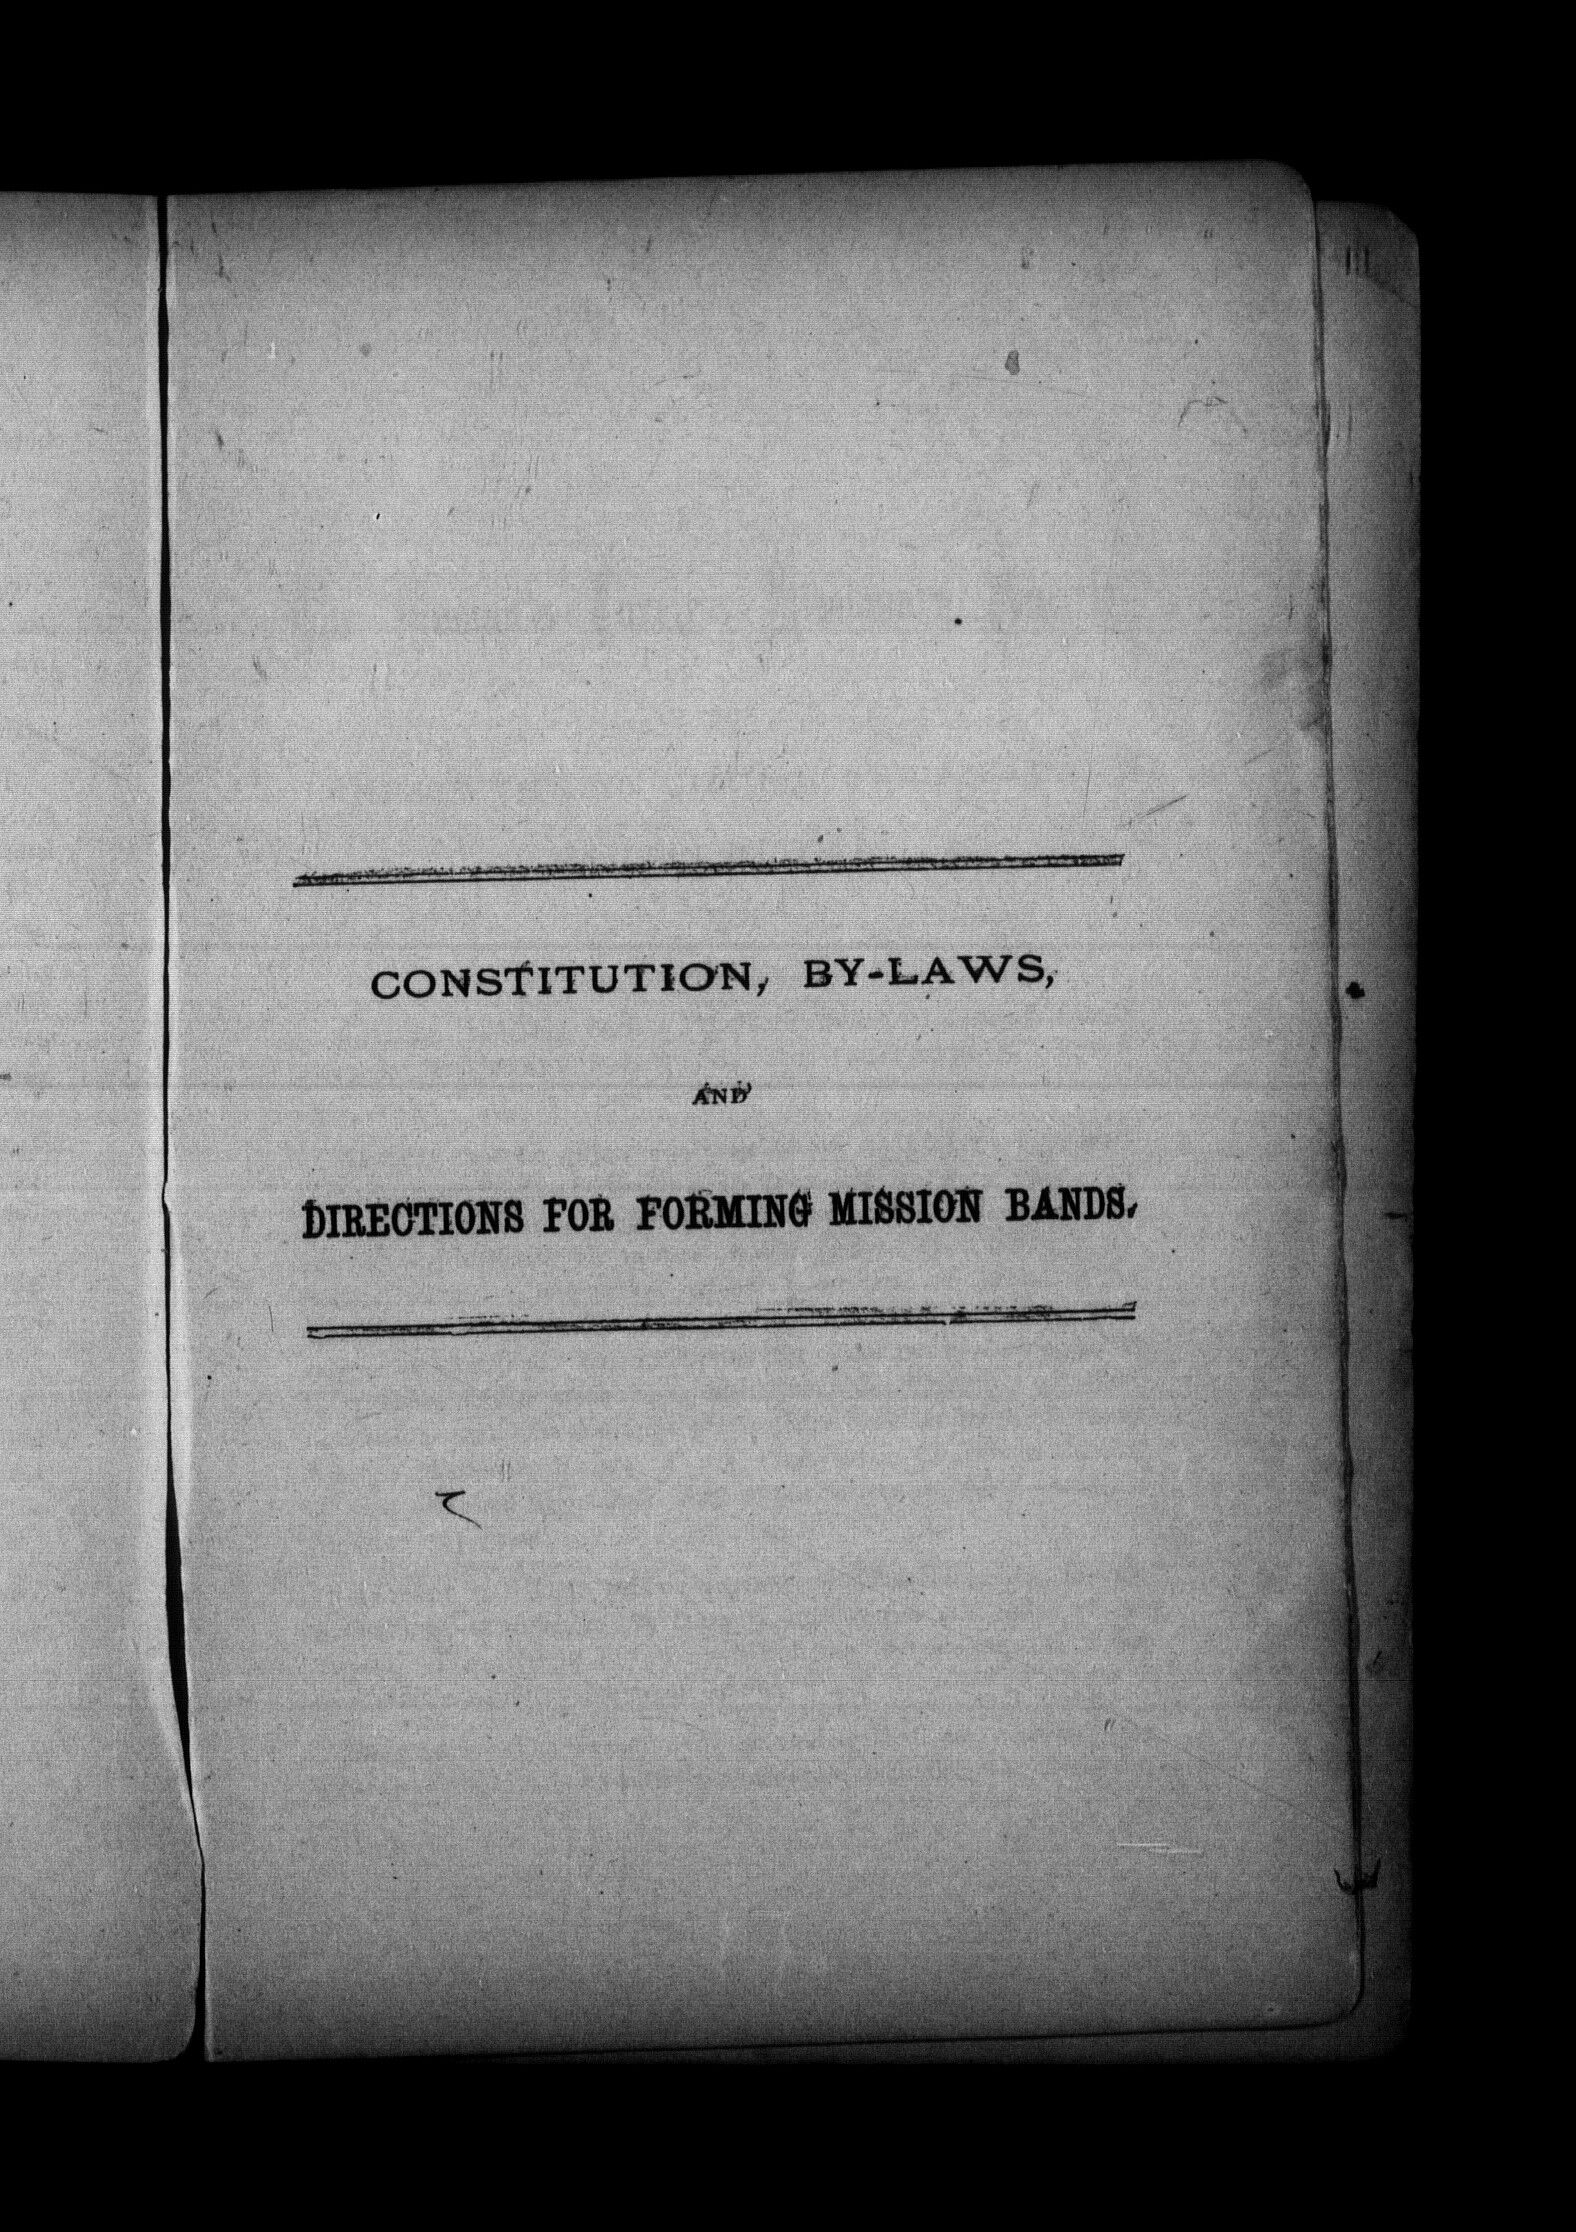 CONSTITUTION, BY-LAWS,
AND
DIRECTIONS FOR FORMING MISSION BANDS.